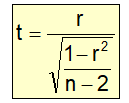 t = r
√
1 - r²
n - 2